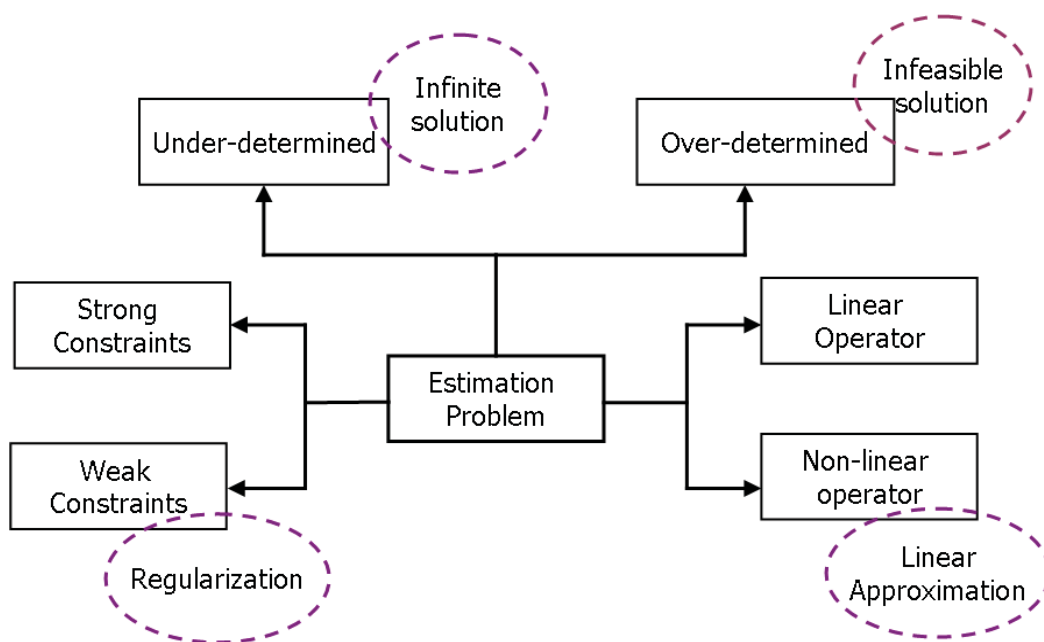 Infinite
solution
Infeasible
solution
Under-determined
Over-determined
Strong
Constraints
Linear
Operator
Estimation
Problem
Weak
Constraints
Non-linear
operator
Regularization
Linear
Approximation